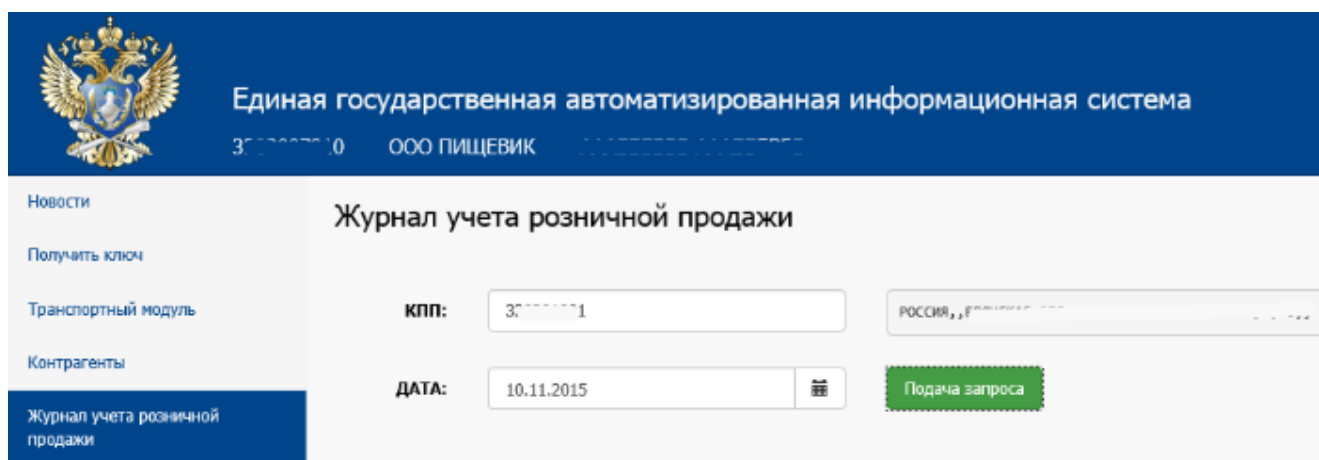 Единая государственная автоматизированная информационная система
ООО ПИЩЕВИК
Новости
Получить ключ
Транспортный модуль
Контрагенты
Журнал учета розничной
продажи
Журнал учета розничной продажи
КПП:
РОССИЯ,,
ДАТА: 10.11.2015 Подача запроса